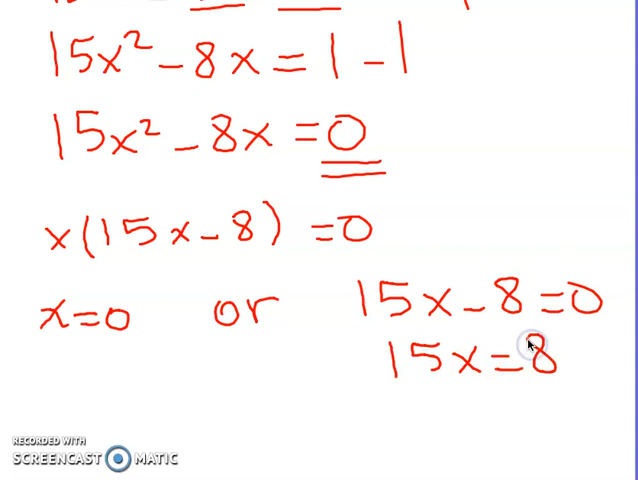 15x² - 8x = 1 - 1
15x² - 8x = 0
x(15x - 8) = 0
x = 0 or 15x - 8 = 0
15x = 8
RECORDED WITH
SCREENCAST MATIC